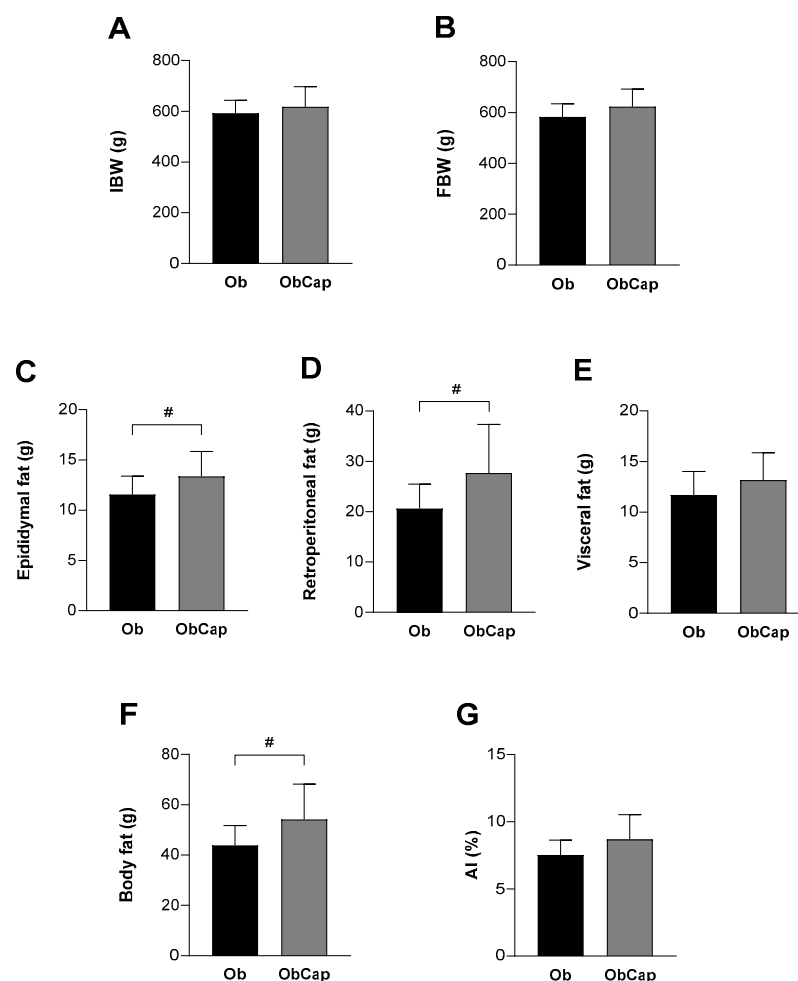 A
B
800
600
400
200
0
IBW (g)
Ob
ObCap
800
600
400
200
0
FBW (g)
Ob
ObCap
C
D
E
20
15
10
5
0
Epididymal fat (g)
#
Ob
ObCap
40
30
20
10
0
Retroperitoneal fat (g)
#
Ob
ObCap
20
15
10
5
0
Visceral fat (g)
Ob
ObCap
F
G
80
60
40
20
0
Body fat (g)
#
Ob
ObCap
15
10
5
0
AI (%)
Ob
ObCap